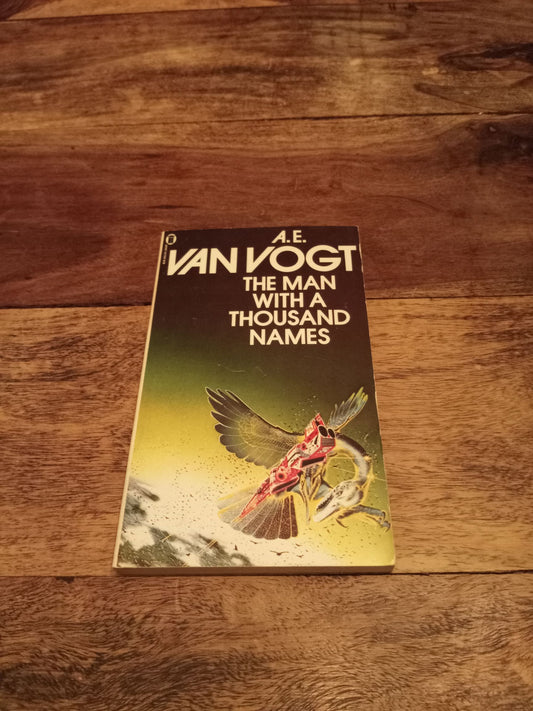 A.E.
VAN VOGT
THE MAN
WITH A
THOUSAND
NAMES